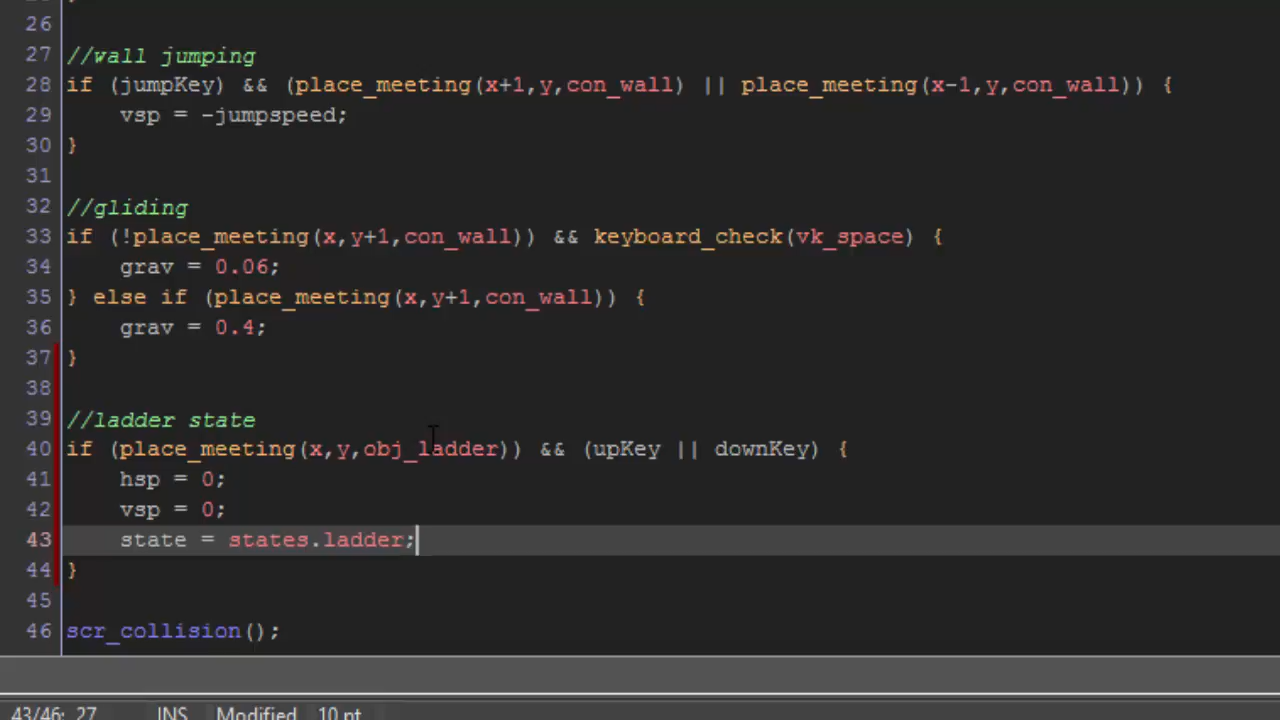 26
27 //wall jumping
28 if (jumpKey) && (place_meeting(x+1,y,con_wall) || place_meeting(x-1,y,con_wall)) {
29 vsp = -jumpspeed;
30 }
31
32 //gliding
33 if (!place_meeting(x,y+1,con_wall)) && keyboard_check(vk_space) {
34 grav = 0.06;
35 } else if (place_meeting(x,y+1,con_wall)) {
36 grav = 0.4;
37 }
38
39 //ladder state
40 if (place_meeting(x,y,obj_ladder)) && (upKey || downKey) {
41 hsp = 0;
42 vsp = 0;
43 state = states.ladder;
44 }
45
46 scr_collision();
43/46: 27 INS Modified 10 pt